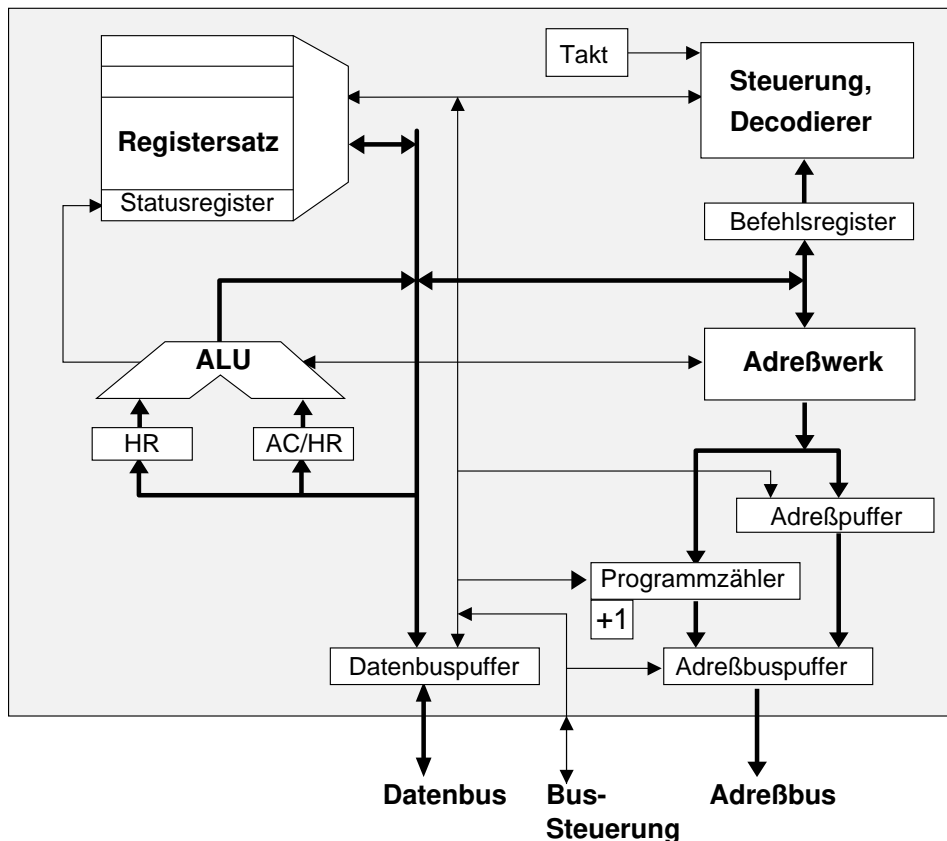 Takt
Steuerung,
Decodierer
Registersatz
Statusregister
Befehlsregister
ALU
Adreßwerk
HR
AC/HR
Adreßpuffer
Programmzähler
+1
Datenbuspuffer
Adreßbuspuffer
Datenbus
Bus-
Steuerung
Adreßbus